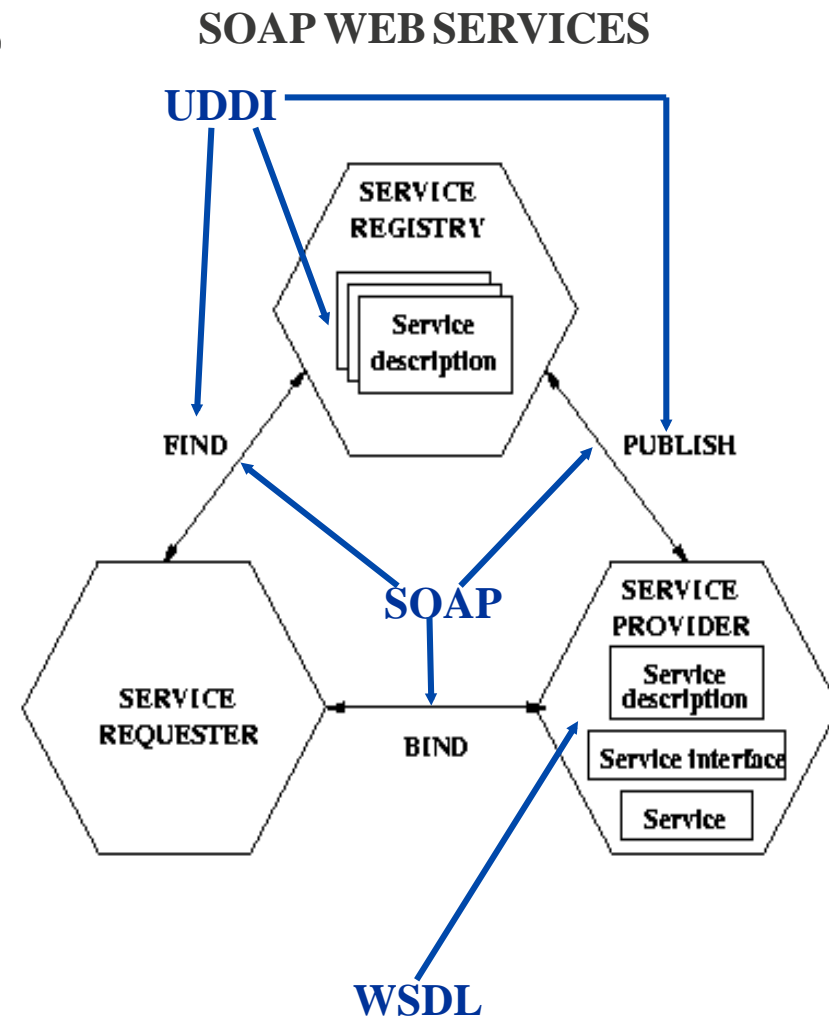 SOAP WEB SERVICES
UDDI
SERVICE
REGISTRY
Service
description
FIND
PUBLISH
SOAP
SERVICE
PROVIDER
Service
description
Service interface
Service
SERVICE
REQUESTER
BIND
WSDL